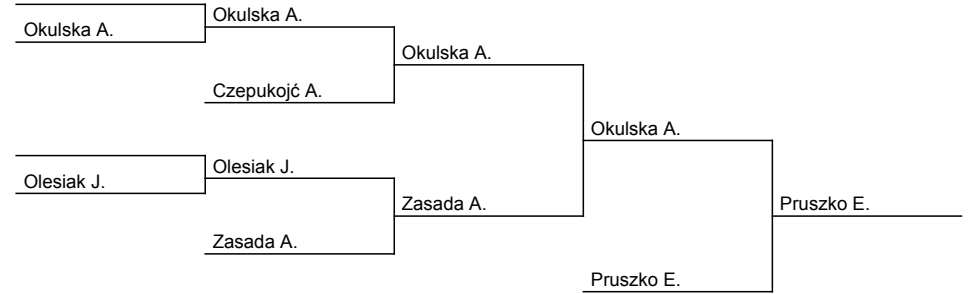 Okulska A.
Okulska A.
Okulska A.
Czepukojć A.
Okulska A.
Olesiak J.
Olesiak J.
Zasada A.
Pruszko E.
Zasada A.
Pruszko E.